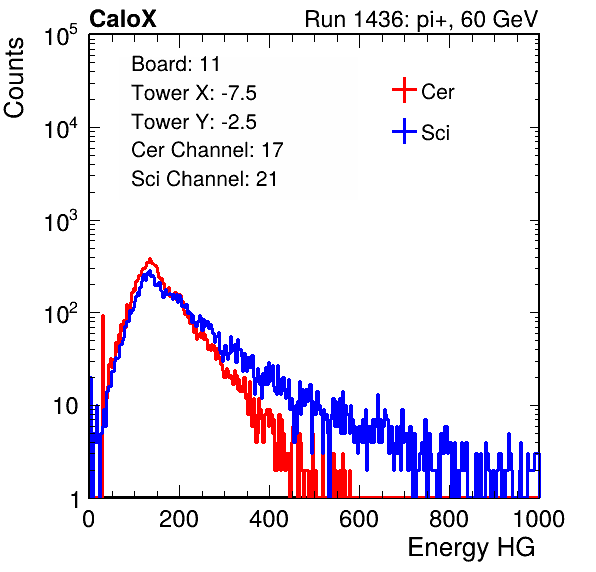 CaloX Run 1436: pi+, 60 GeV
Counts
Board: 11
Tower X: -7.5
Tower Y: -2.5
Cer Channel: 17
Sci Channel: 21
Cer
Sci
10^5
10^4
10^3
10^2
10
1
0 200 400 600 800 1000
Energy HG